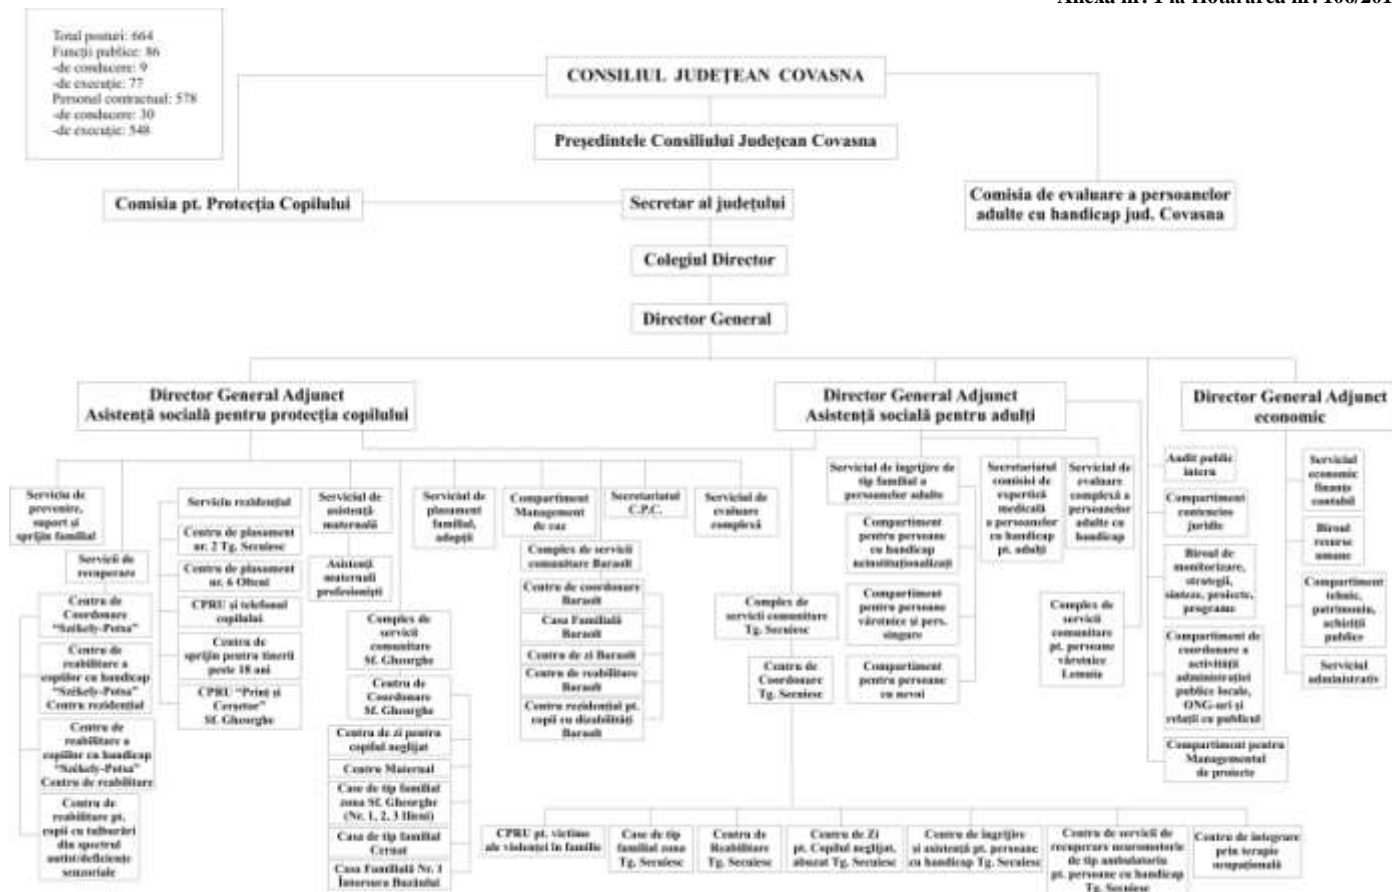 Anexa nr. 1 la Hotărârea nr. 106/201
Total posturi: 664
Funcții publice: 86
-de conducere: 9
-de execuție: 77
Personal contractual: 578
-de conducere: 30
-de execuție: 548
CONSILIUL JUDEȚEAN COVASNA
Președintele Consiliului Județean Covasna
Comisia pt. Protecția Copilului
Secretar al județului
Comisia de evaluare a persoanelor
adulte cu handicap jud. Covasna
Colegiul Director
Director General
Director General Adjunct
Asistență socială pentru protecția copilului
Director General Adjunct
Asistență socială pentru adulți
Director General Adjunct
economic
Serviciu de
prevenire,
suport și
sprijin familial
Servicii de
recuperare
Centru de
Coordonare
"Székely-Potsa"
Centru de
reabilitare a
copiilor cu handicap
"Székely-Potsa"
Centru rezidențial
Centru de
reabilitare a
copiilor cu handicap
"Székely-Potsa"
Centru de reabilitare
Centru de
reabilitare pt.
copii cu tulburări
din spectrul
autist/deficiențe
senzoriale
Serviciu rezidențial
Centru de plasament
nr. 2 Tg. Secuiesc
Centru de plasament
nr. 6 Olteni
CPRU și telefonul
copilului
Centru de
sprijin pentru tinerii
peste 18 ani
CPRU "Prinț și
Cerșetor"
Sf. Gheorghe
Serviciul de
asistență
maternală
Asistenți
maternali
profesioniști
Complex de
servicii
comunitare
Sf. Gheorghe
Centru de
Coordonare
Sf. Gheorghe
Centru de zi pentru
copilul neglijat
Centru Maternal
Case de tip familial
zona Sf. Gheorghe
(Nr. 1, 2, 3 Ilieni)
Casa de tip familial
Cernat
Casa Familială Nr. 1
Întorsura Buzăului
Serviciul de
plasament
familial,
adopții
Compartiment
Management
de caz
Complex de servicii
comunitare Baraolt
Centru de coordonare
Baraolt
Casa Familială
Baraolt
Centru de zi Baraolt
Centru de reabilitare
Baraolt
Centru rezidențial pt.
copii cu dizabilități
Baraolt
Secretariatul
C.P.C.
Serviciul de
evaluare
complexă
Complex de
servicii comunitare
Tg. Secuiesc
Centru de
Coordonare
Tg. Secuiesc
Serviciul de îngrijire de
tip familial a
persoanelor adulte
Compartiment
pentru persoane
cu handicap
neinstituționalizați
Compartiment
pentru persoane
vârstnice și pers.
singure
Compartiment
pentru persoane
cu nevoi
Secretariatul
comisiei de
expertiză
medicală
a persoanelor
cu handicap
pt. adulți
Serviciul de
evaluare
complexă a
persoanelor
adulte cu
handicap
Complex de
servicii
comunitare
pt. persoane
vârstnice
Lemnia
Audit public
intern
Compartiment
contencios
juridic
Biroul de
monitorizare,
strategii,
sinteze, proiecte,
programe
Compartiment de
coordonare a
activității
administrației
publice locale,
ONG-uri și
relații cu publicul
Compartiment pentru
Managementul
de proiecte
Serviciul
economic
finanțe
contabil
Biroul
resurse
umane
Compartiment
tehnic,
patrimoniu,
achiziții
publice
Serviciul
administrativ
CPRU pt. victime
ale violenței în familie
Case de tip
familial zona
Tg. Secuiesc
Centru de
Reabilitare
Tg. Secuiesc
Centru de Zi
pt. Copilul neglijat,
abuzat Tg. Secuiesc
Centru de îngrijire
și asistență pt. persoane
cu handicap Tg. Secuiesc
Centru de servicii de
recuperare neuromotorie
de tip ambulatoriu
pt. persoane cu handicap
Tg. Secuiesc
Centru de integrare
prin terapie
ocupațională